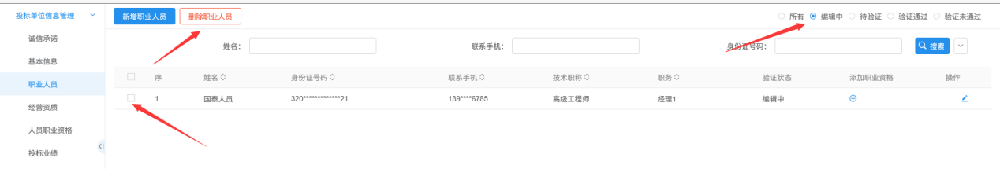 投标单位信息管理
新增职业人员 删除职业人员
所有 编辑中 待验证 验证通过 验证未通过
诚信承诺
姓名： 联系手机： 身份证号码： 搜索
基本信息
序 姓名 身份证号码 联系手机 技术职称 职务 验证状态 添加职业资格 操作
职业人员
1 国泰人员 320*************21 139****6785 高级工程师 经理1 编辑中
经营资质
人员职业资格
投标业绩